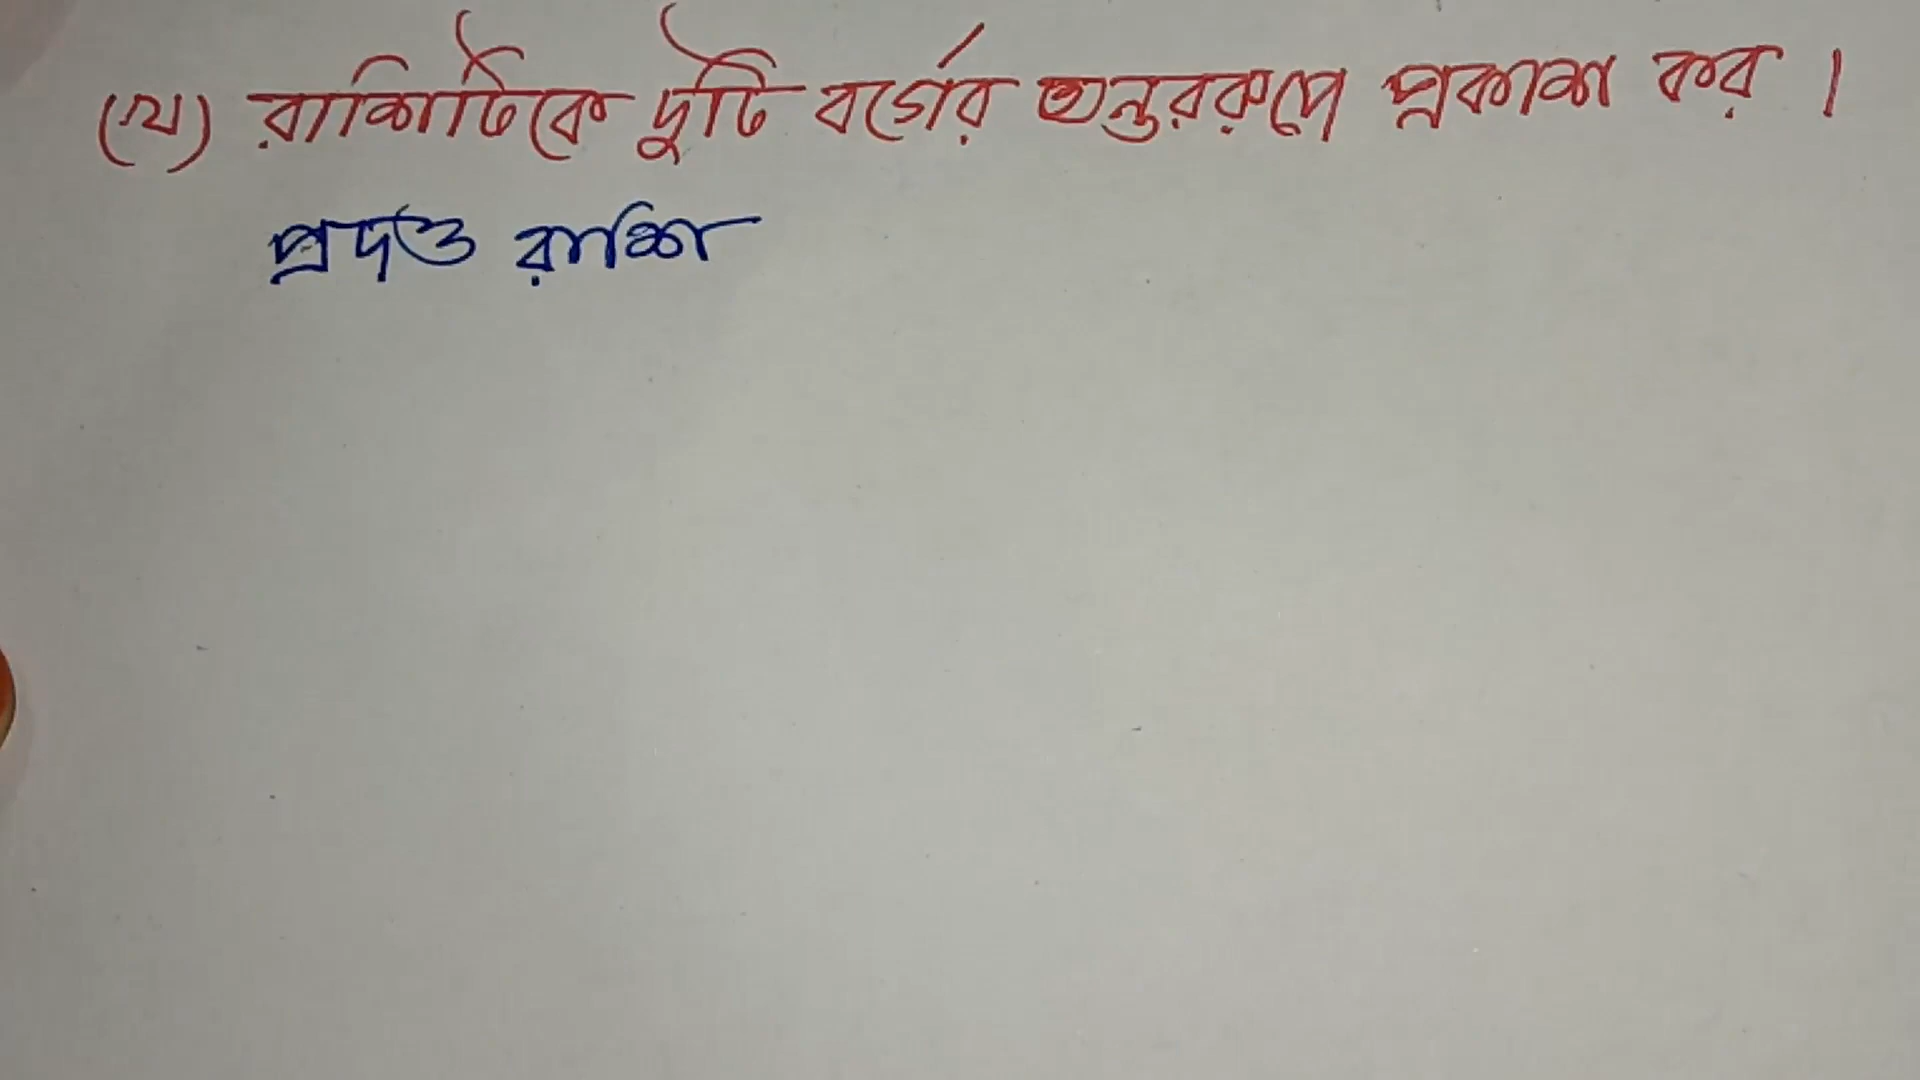 (খ) রাশিটিকে দুটি বর্গের অন্তররুপে প্রকাশ কর ।
প্রদত্ত রাশি